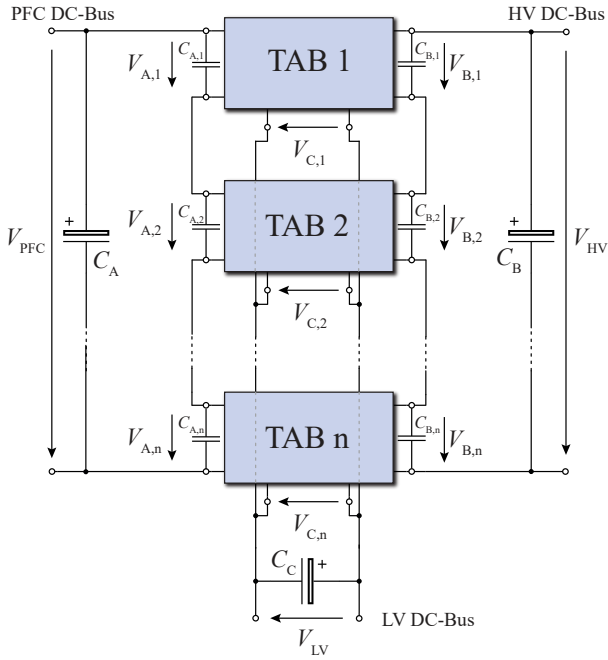 PFC DC-Bus
HV DC-Bus
C_A,1
TAB 1
C_B,1
V_A,1
V_B,1
V_C,1
C_A,2
TAB 2
C_B,2
V_A,2
V_B,2
+
+
V_PFC
C_A
C_B
V_HV
V_C,2
C_A,n
TAB n
C_B,n
V_A,n
V_B,n
V_C,n
C_C
+
LV DC-Bus
V_LV